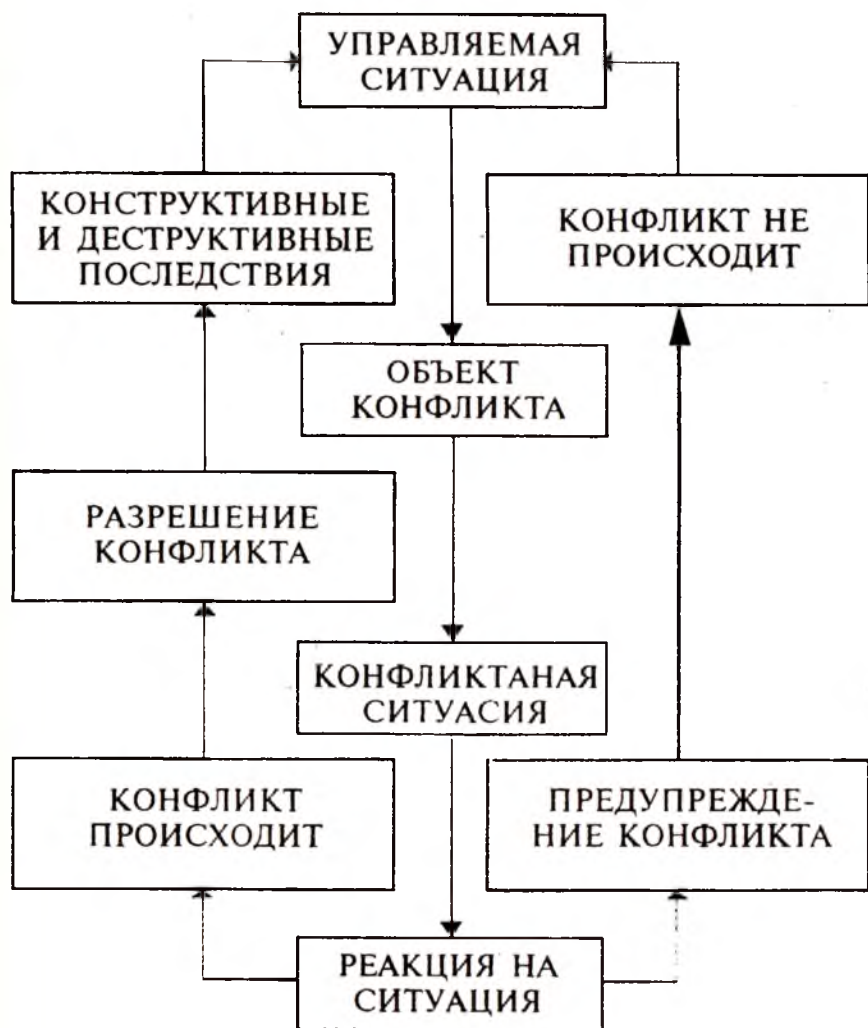 УПРАВЛЯЕМАЯ
СИТУАЦИЯ
КОНСТРУКТИВНЫЕ
И ДЕСТРУКТИВНЫЕ
ПОСЛЕДСТВИЯ
КОНФЛИКТ НЕ
ПРОИСХОДИТ
ОБЪЕКТ
КОНФЛИКТА
РАЗРЕШЕНИЕ
КОНФЛИКТА
КОНФЛИКТАНАЯ
СИТУАСИЯ
КОНФЛИКТ
ПРОИСХОДИТ
ПРЕДУПРЕЖДЕ-
НИЕ КОНФЛИКТА
РЕАКЦИЯ НА
СИТУАЦИЯ